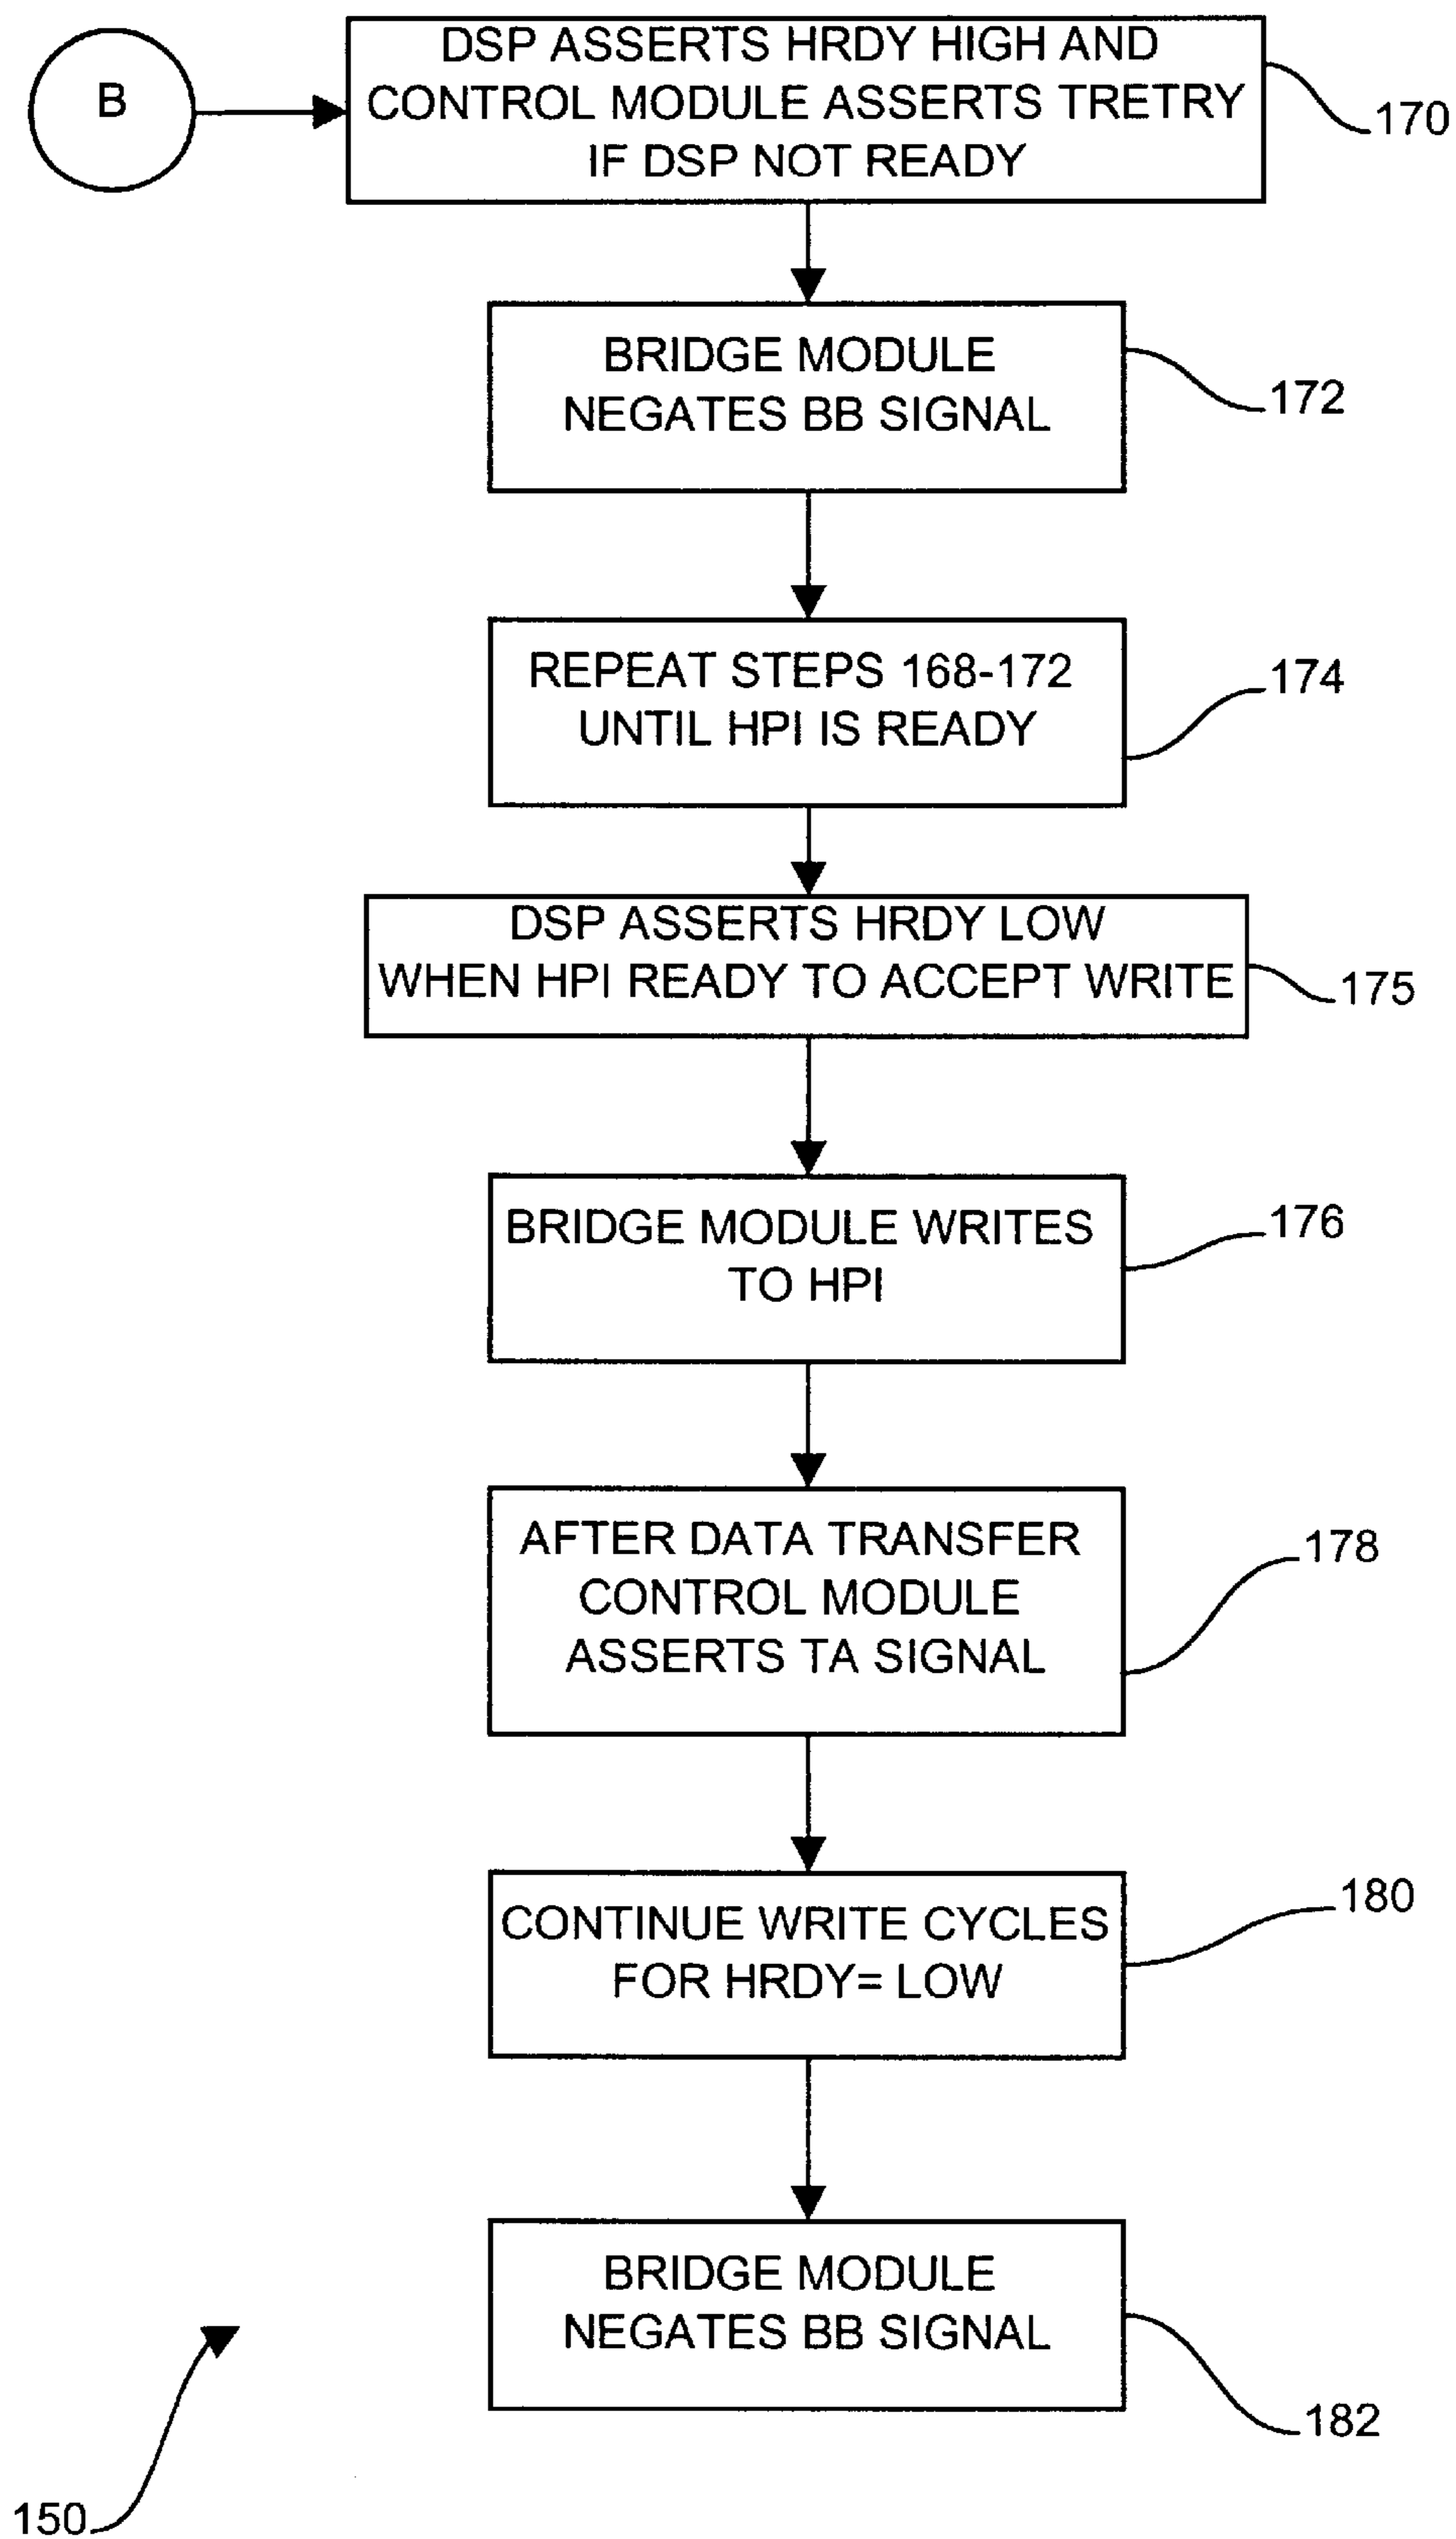 B
DSP ASSERTS HRDY HIGH AND
CONTROL MODULE ASSERTS TRETRY
IF DSP NOT READY
170
BRIDGE MODULE
NEGATES BB SIGNAL
172
REPEAT STEPS 168-172
UNTIL HPI IS READY
174
DSP ASSERTS HRDY LOW
WHEN HPI READY TO ACCEPT WRITE
175
BRIDGE MODULE WRITES
TO HPI
176
AFTER DATA TRANSFER
CONTROL MODULE
ASSERTS TA SIGNAL
178
CONTINUE WRITE CYCLES
FOR HRDY= LOW
180
BRIDGE MODULE
NEGATES BB SIGNAL
182
150